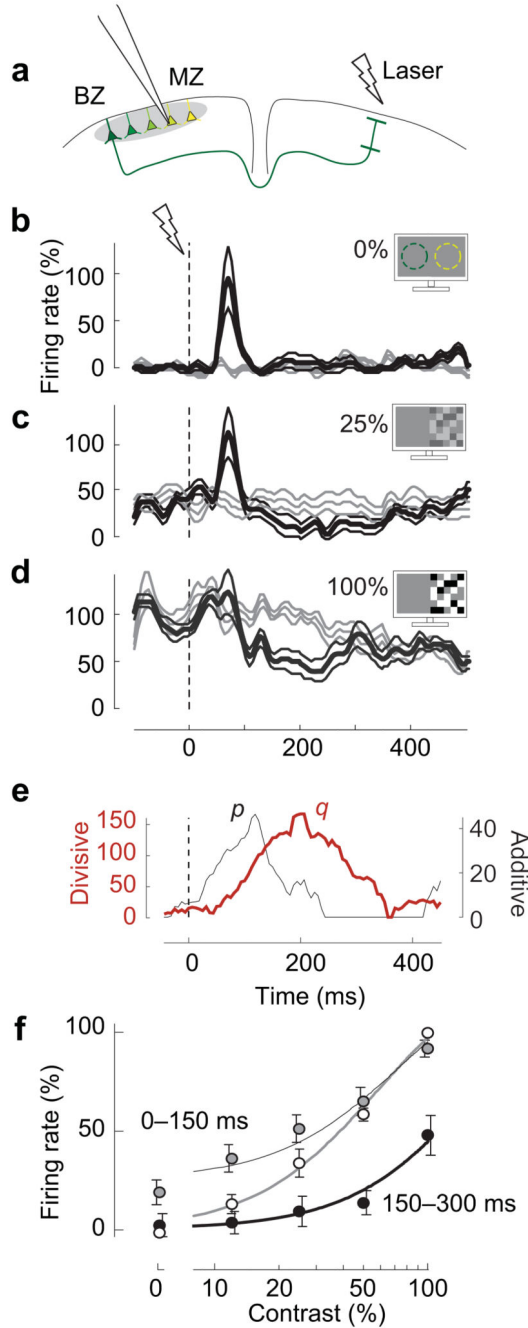 a
BZ
MZ
Laser
b
Firing rate (%)
100
50
0
0%
c
100
50
0
25%
d
100
50
0
100%
0
200
400
e
Divisive
150
100
50
0
p
q
40
20
0
Additive
0
200
400
Time (ms)
f
Firing rate (%)
100
50
0
0–150 ms
150–300 ms
0
10
20
50
100
Contrast (%)